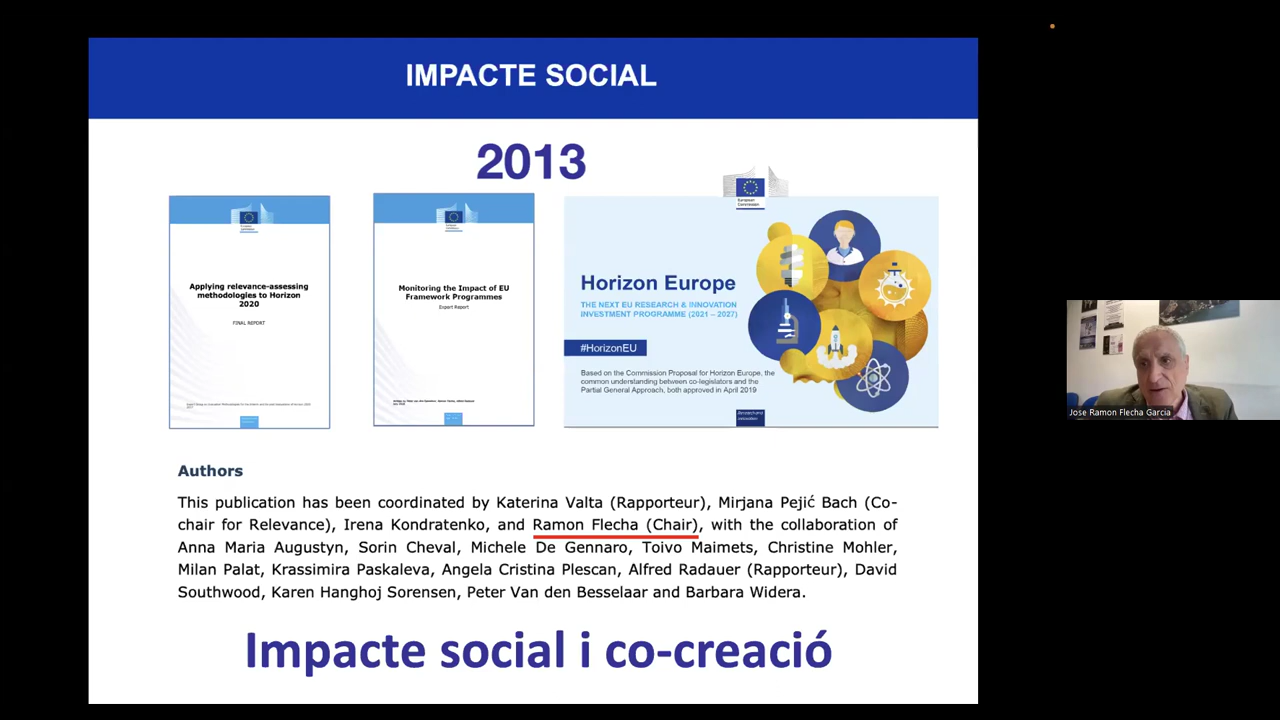 IMPACTE SOCIAL
2013
Applying relevance-assessing
methodologies to Horizon
2020
FINAL REPORT
Monitoring the Impact of EU
Framework Programmes
Expert Report
European
Commission
Horizon Europe
THE NEXT EU RESEARCH & INNOVATION
INVESTMENT PROGRAMME (2021 – 2027)
#HorizonEU
Based on the Commission Proposal for Horizon Europe, the
common understanding between co-legislators and the
Partial General Approach, both approved in April 2019
Research and
Innovation
Authors
This publication has been coordinated by Katerina Valta (Rapporteur), Mirjana Pejić Bach (Co-
chair for Relevance), Irena Kondratenko, and Ramon Flecha (Chair), with the collaboration of
Anna Maria Augustyn, Sorin Cheval, Michele De Gennaro, Toivo Maimets, Christine Mohler,
Milan Palat, Krassimira Paskaleva, Angela Cristina Plescan, Alfred Radauer (Rapporteur), David
Southwood, Karen Hanghoj Sorensen, Peter Van den Besselaar and Barbara Widera.
Impacte social i co-creació
Jose Ramon Flecha Garcia